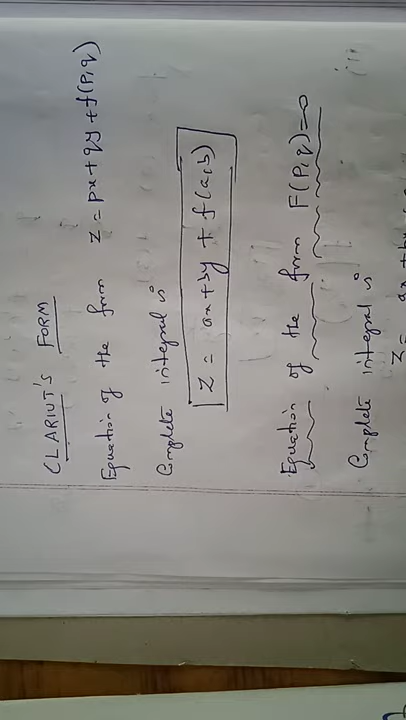 CLARIUT'S FORM
Equation of the form z = px + qy + f(p,q)
Complete integral is
Z = ax + by + f(a,b)
Equation of the form F(p,q)=0
Complete integral is